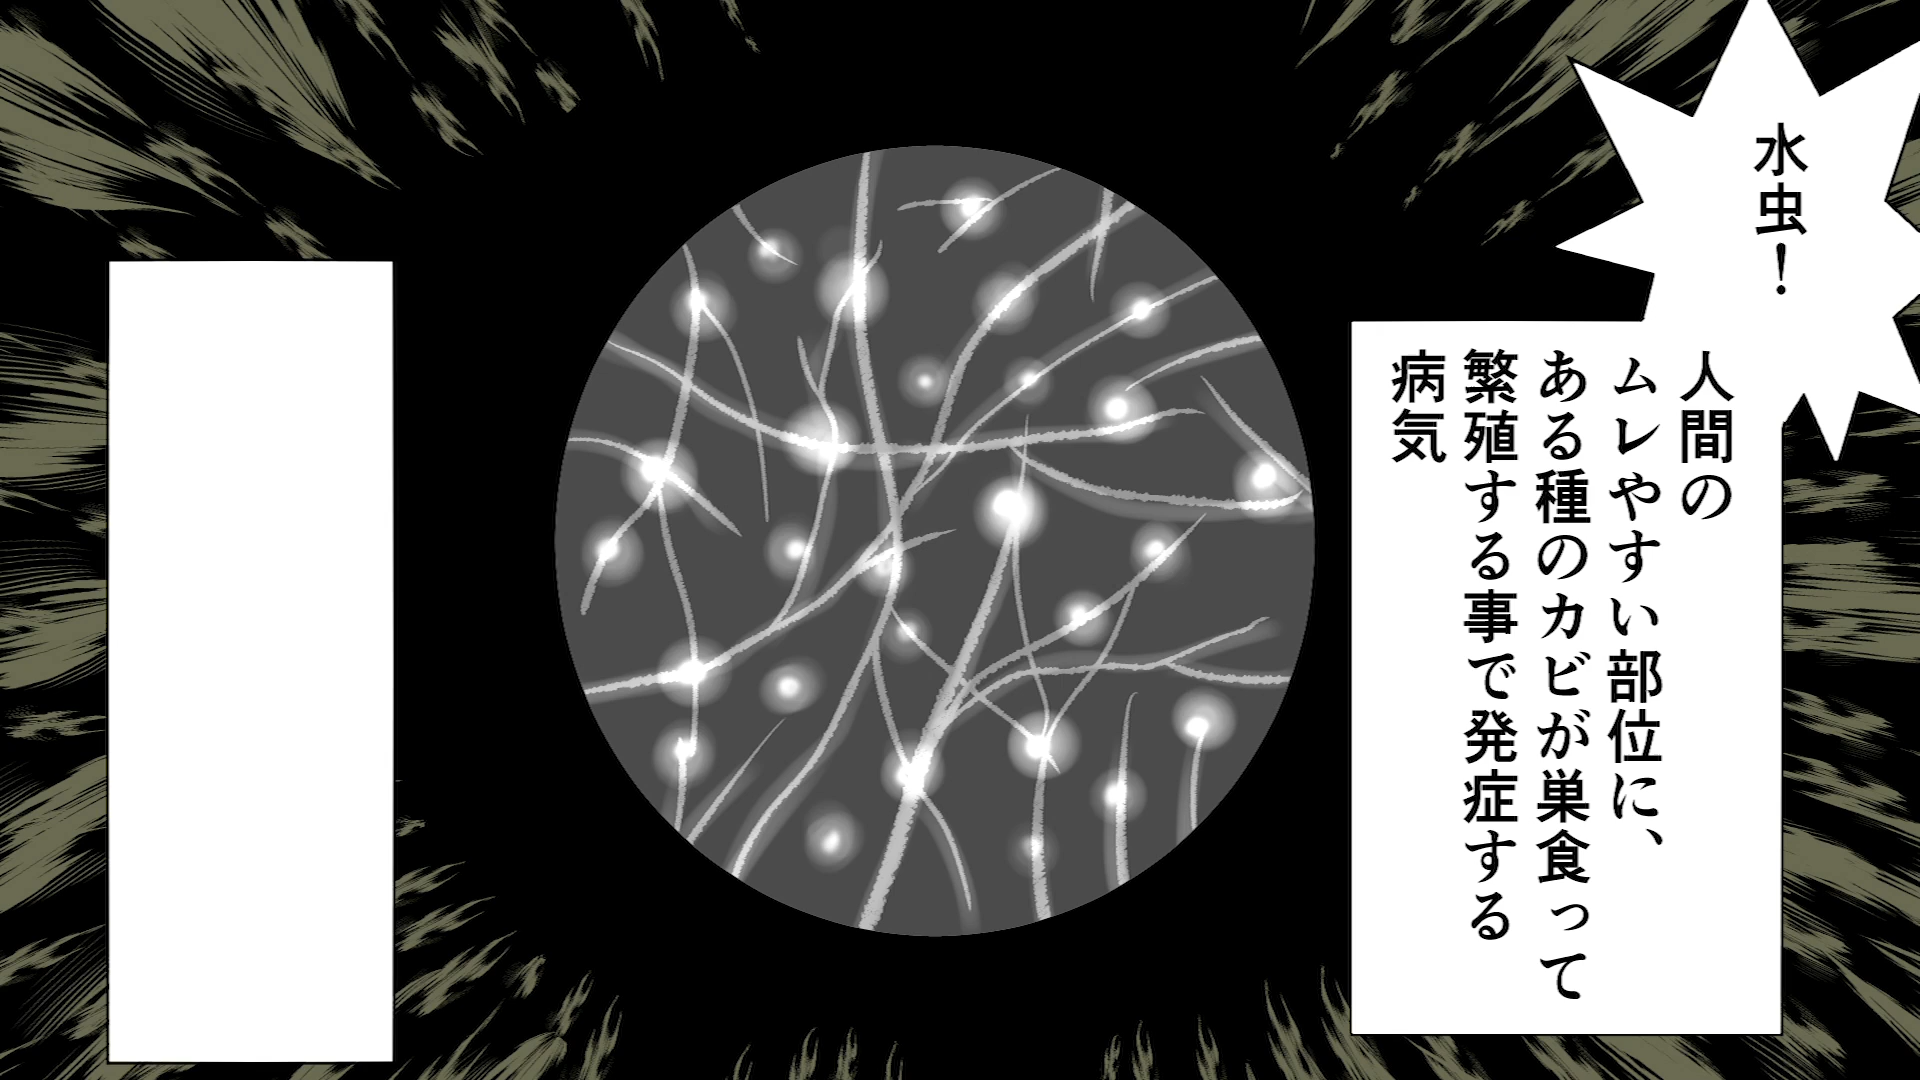 水虫！
人間の
ムレやすい部位に、
ある種のカビが巣食って
繁殖する事で発症する
病気